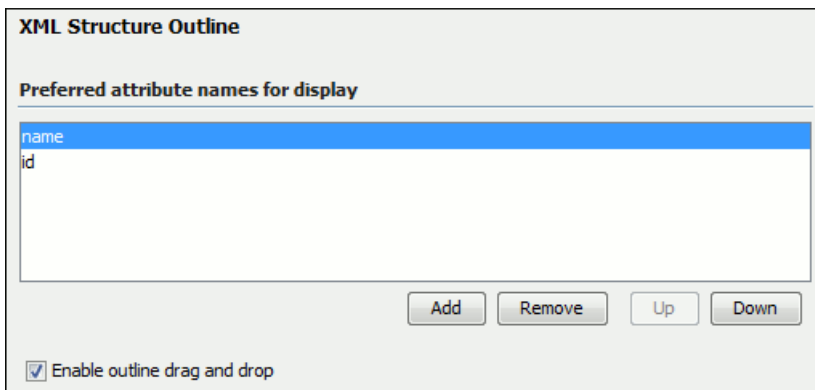 XML Structure Outline
Preferred attribute names for display
name
id
Add Remove Up Down
Enable outline drag and drop